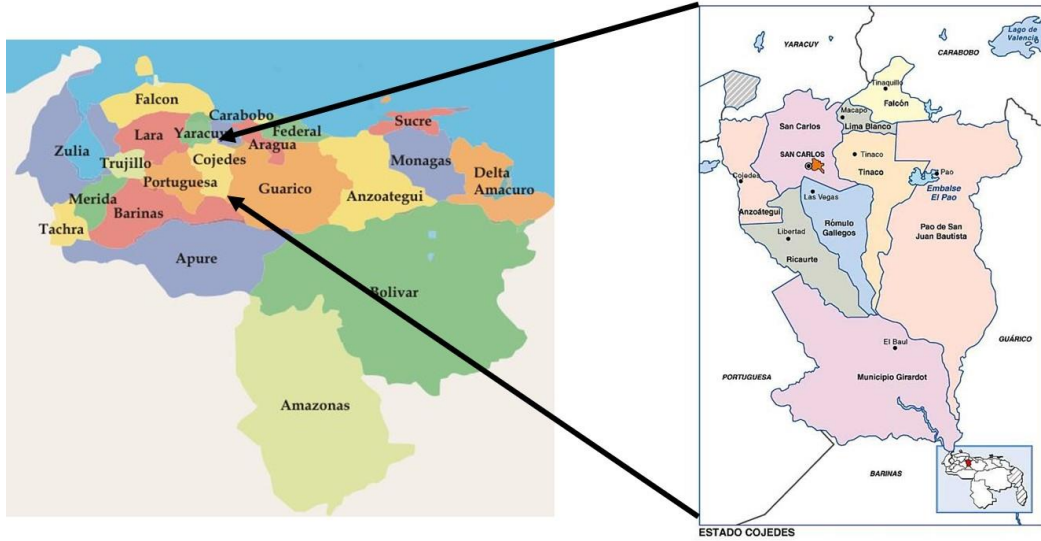 Falcon
Carabobo
Federal
Sucre
Lara
Yaracuy
Aragua
Zulia
Trujillo
Cojedes
Monagas
Delta
Amacuro
Portuguesa
Guarico
Anzoategui
Merida
Barinas
Tachra
Apure
Bolivar
Amazonas
Lago de
Valencia
YARACUY
CARABOBO
Tinaquillo
Falcón
Macapo
Lima Blanco
San Carlos
SAN CARLOS
Tinaco
Tinaco
Cojedes
El Pao
Embalse
El Pao
Las Vegas
Anzoátegui
Rómulo
Gallegos
Pao de San
Juan Bautista
Libertad
Ricaurte
GUÁRICO
El Baul
PORTUGUESA
Municipio Girardot
BARINAS
ESTADO COJEDES